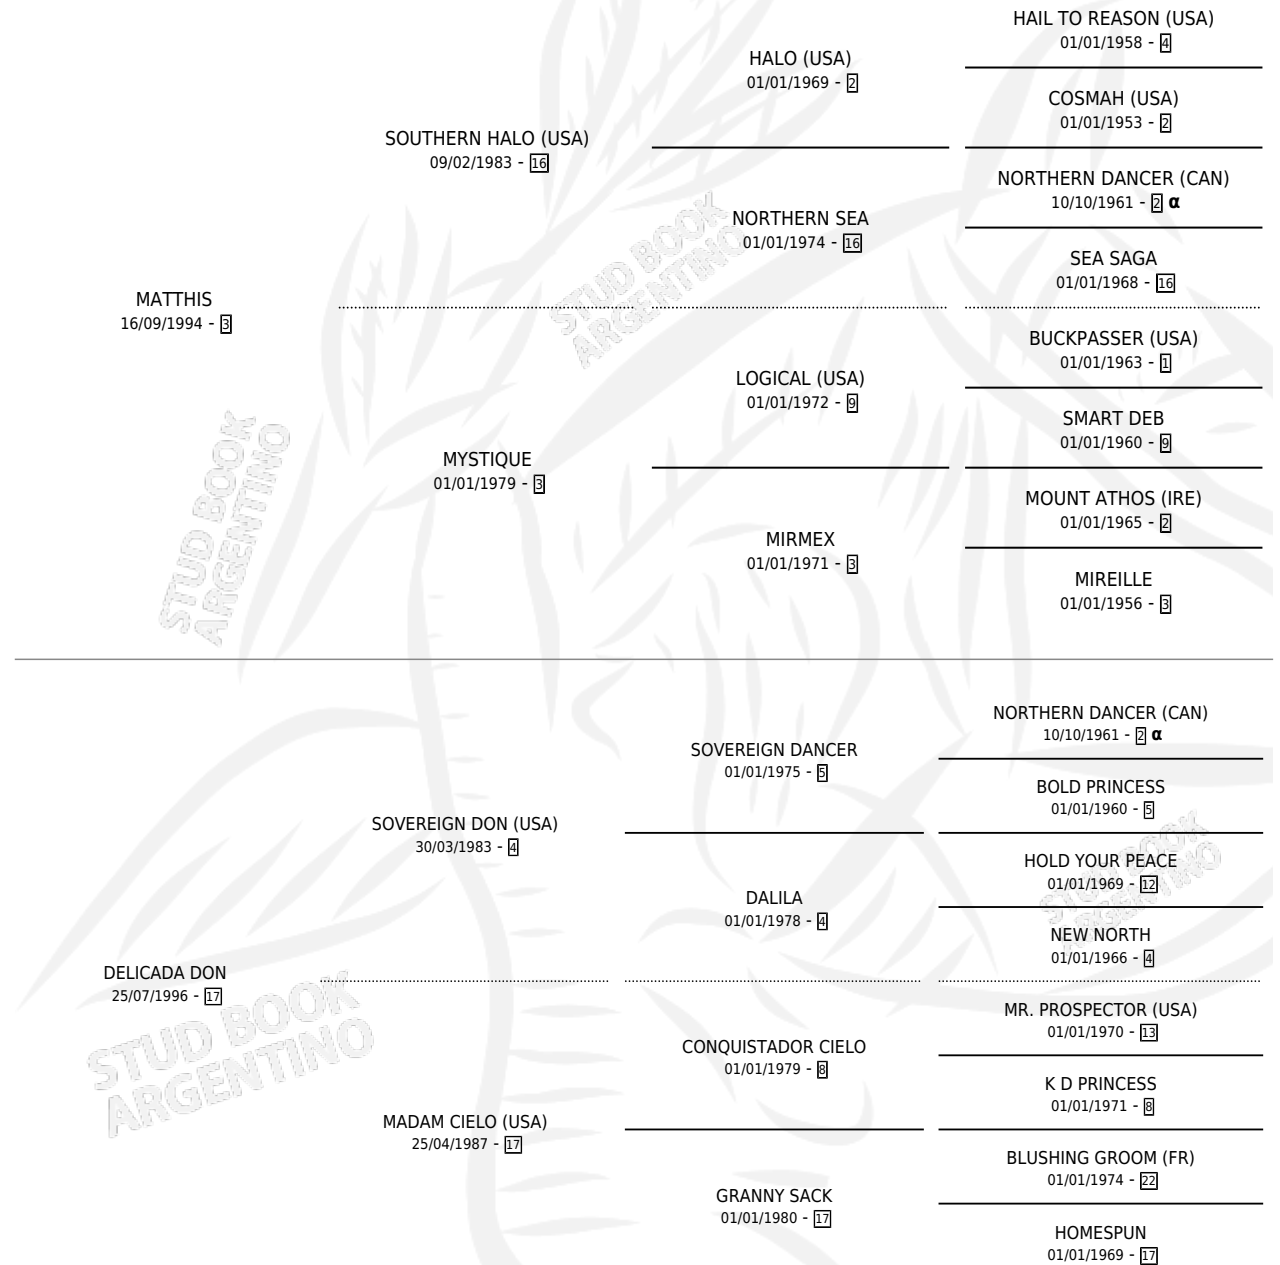 HAIL TO REASON (USA)
01/01/1958 - 4
HALO (USA)
01/01/1969 - 2
COSMAH (USA)
01/01/1953 - 2
SOUTHERN HALO (USA)
09/02/1983 - 16
NORTHERN DANCER (CAN)
10/10/1961 - 2 α
NORTHERN SEA
01/01/1974 - 16
SEA SAGA
01/01/1968 - 16
MATTHIS
16/09/1994 - 3
BUCKPASSER (USA)
01/01/1963 - 1
LOGICAL (USA)
01/01/1972 - 9
SMART DEB
01/01/1960 - 9
MYSTIQUE
01/01/1979 - 3
MOUNT ATHOS (IRE)
01/01/1965 - 2
MIRMEX
01/01/1971 - 3
MIREILLE
01/01/1956 - 3
NORTHERN DANCER (CAN)
10/10/1961 - 2 α
SOVEREIGN DANCER
01/01/1975 - 5
BOLD PRINCESS
01/01/1960 - 5
SOVEREIGN DON (USA)
30/03/1983 - 4
HOLD YOUR PEACE
01/01/1969 - 12
DALILA
01/01/1978 - 4
NEW NORTH
01/01/1966 - 4
DELICADA DON
25/07/1996 - 17
MR. PROSPECTOR (USA)
01/01/1970 - 13
CONQUISTADOR CIELO
01/01/1979 - 8
K D PRINCESS
01/01/1971 - 8
MADAM CIELO (USA)
25/04/1987 - 17
BLUSHING GROOM (FR)
01/01/1974 - 22
GRANNY SACK
01/01/1980 - 17
HOMESPUN
01/01/1969 - 17
STUD BOOK
ARGENTINO
STUD BOOK
ARGENTINO
STUD BOOK
ARGENTINO
STUD BOOK
ARGENTINO